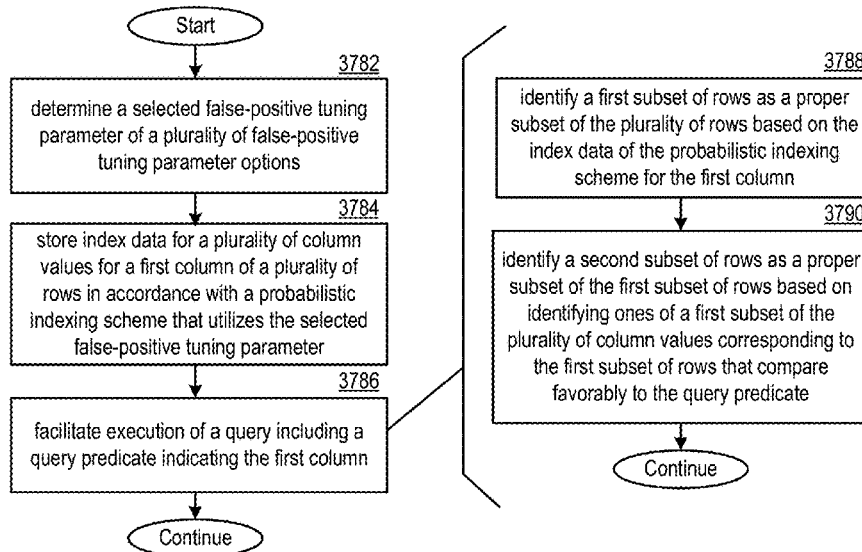 Start
3782
determine a selected false-positive tuning
parameter of a plurality of false-positive
tuning parameter options
3784
store index data for a plurality of column
values for a first column of a plurality of
rows in accordance with a probabilistic
indexing scheme that utilizes the selected
false-positive tuning parameter
3786
facilitate execution of a query including a
query predicate indicating the first column
Continue
3788
identify a first subset of rows as a proper
subset of the plurality of rows based on the
index data of the probabilistic indexing
scheme for the first column
3790
identify a second subset of rows as a proper
subset of the first subset of rows based on
identifying ones of a first subset of the
plurality of column values corresponding to
the first subset of rows that compare
favorably to the query predicate
Continue